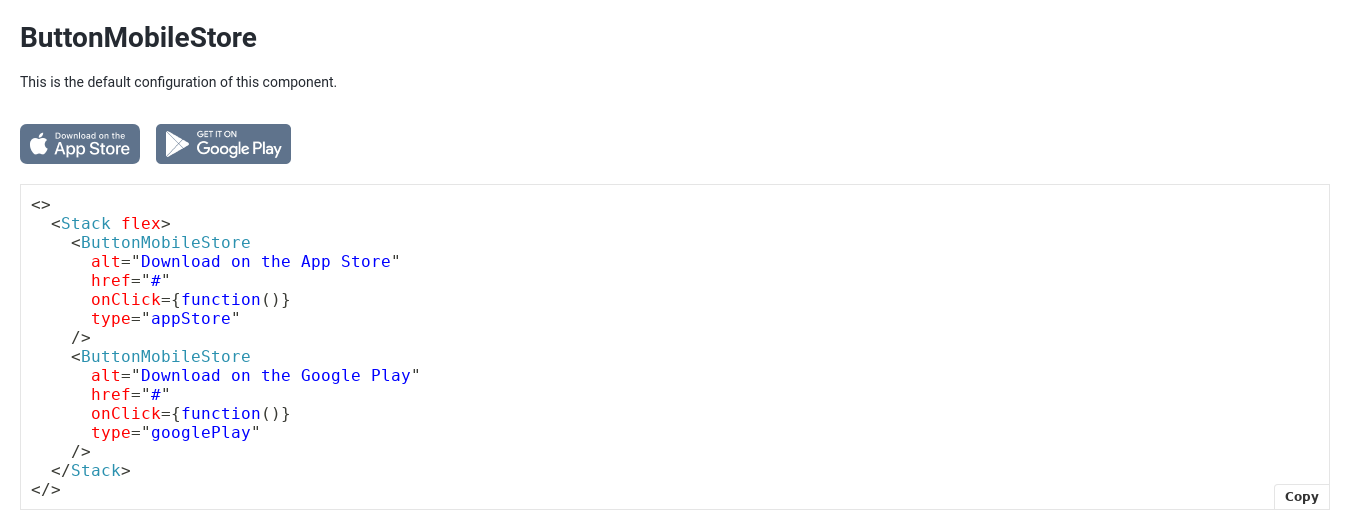 ButtonMobileStore
This is the default configuration of this component.
Download on the
App Store
GET IT ON
Google Play
<>
  <Stack flex>
    <ButtonMobileStore
      alt="Download on the App Store"
      href="#"
      onClick={function()}
      type="appStore"
    />
    <ButtonMobileStore
      alt="Download on the Google Play"
      href="#"
      onClick={function()}
      type="googlePlay"
    />
  </Stack>
</>
Copy